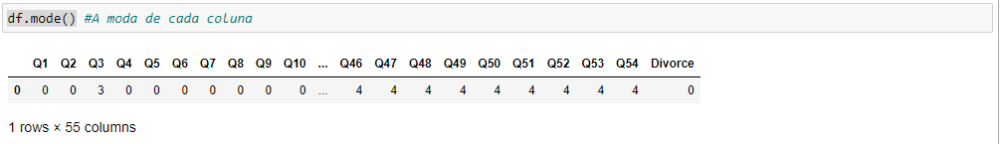 df.mode() #A moda de cada coluna
Q1 Q2 Q3 Q4 Q5 Q6 Q7 Q8 Q9 Q10 ... Q46 Q47 Q48 Q49 Q50 Q51 Q52 Q53 Q54 Divorce
0 0 0 3 0 0 0 0 0 0 0 ... 4 4 4 4 4 4 4 4 4 0
1 rows × 55 columns